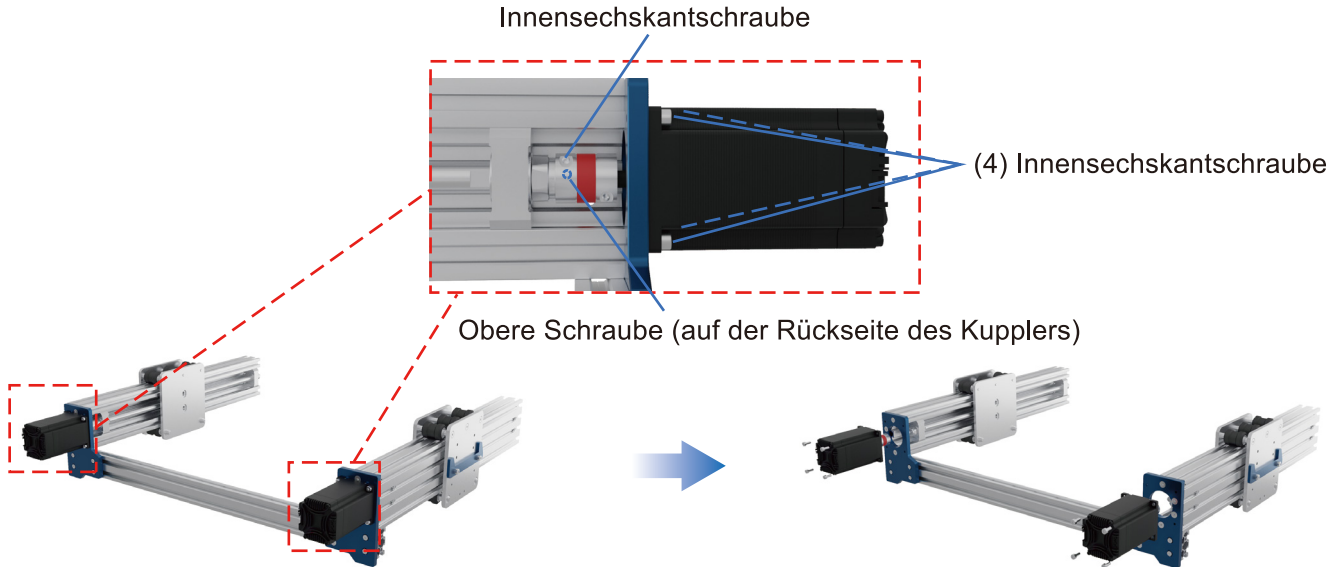 Innensechskantschraube
(4) Innensechskantschraube
Obere Schraube (auf der Rückseite des Kupplers)